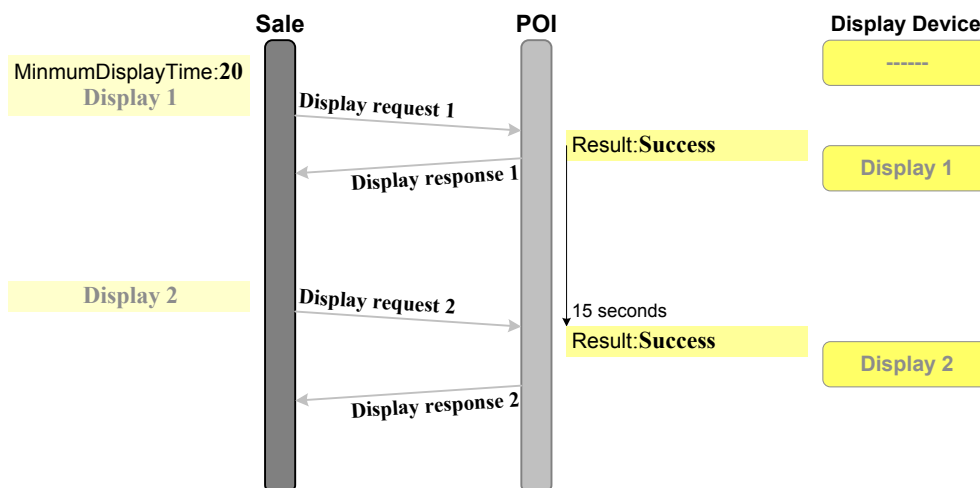 Sale
POI
Display Device
MinmumDisplayTime:20
Display 1
------
Display request 1
Result:Success
Display response 1
Display 1
Display 2
Display request 2
15 seconds
Result:Success
Display 2
Display response 2